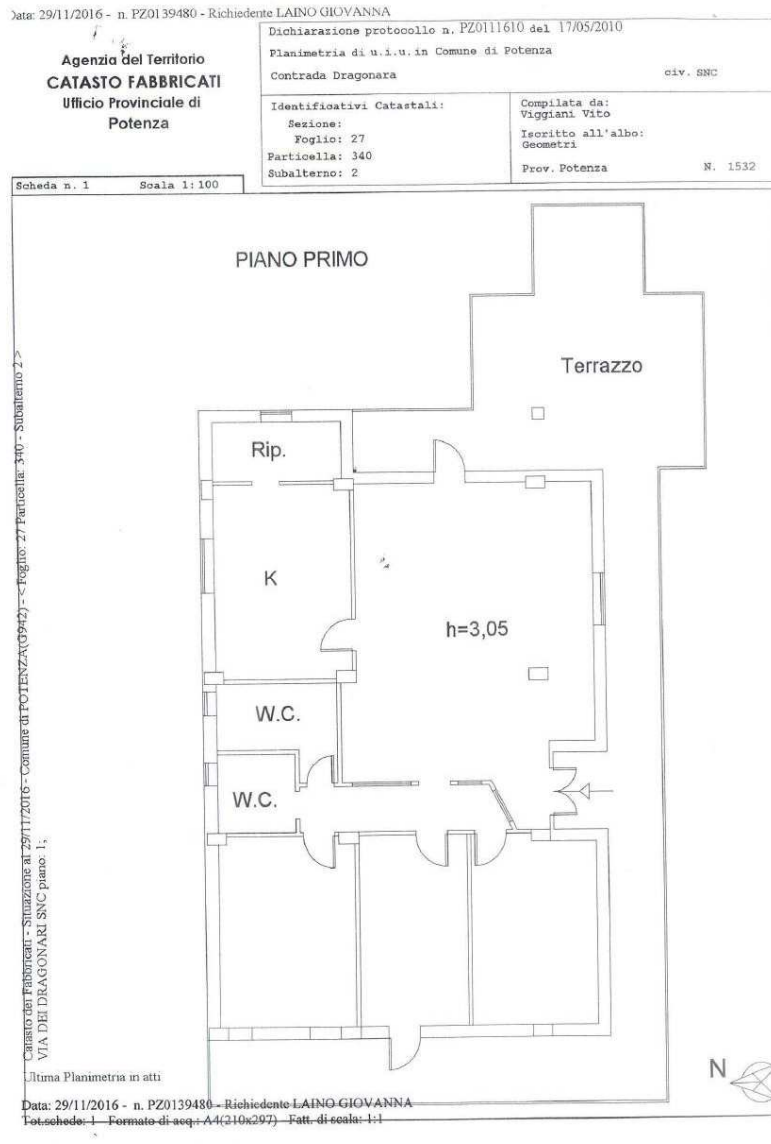 Data: 29/11/2016 - n. PZ0139480 - Richiedente LAINO GIOVANNA
Agenzia del Territorio
CATASTO FABBRICATI
Ufficio Provinciale di
Potenza
Dichiarazione protocollo n. PZ0111610 del 17/05/2010
Planimetria di u.i.u. in Comune di Potenza
Contrada Dragonara civ. SNC
Identificativi Catastali:
Sezione:
Foglio: 27
Particella: 340
Subalterno: 2
Compilata da:
Viggiani Vito
Iscritto all'albo:
Geometri
Prov. Potenza N. 1532
Scheda n. 1 Scala 1:100
PIANO PRIMO
Terrazzo
Rip.
K
h=3,05
W.C.
W.C.
N
Catasto dei Fabbricati - Situazione al 29/11/2016 - Comune di POTENZA(G942) - < Foglio: 27 Particella: 340 - Subalterno 2 >
VIA DEI DRAGONARI SNC piano: 1;
Ultima Planimetria in atti
Data: 29/11/2016 - n. PZ0139480 - Richiedente LAINO GIOVANNA
Tot.schede: 1 - Formato di acq.: A4(210x297) - Fatt. di scala: 1:1